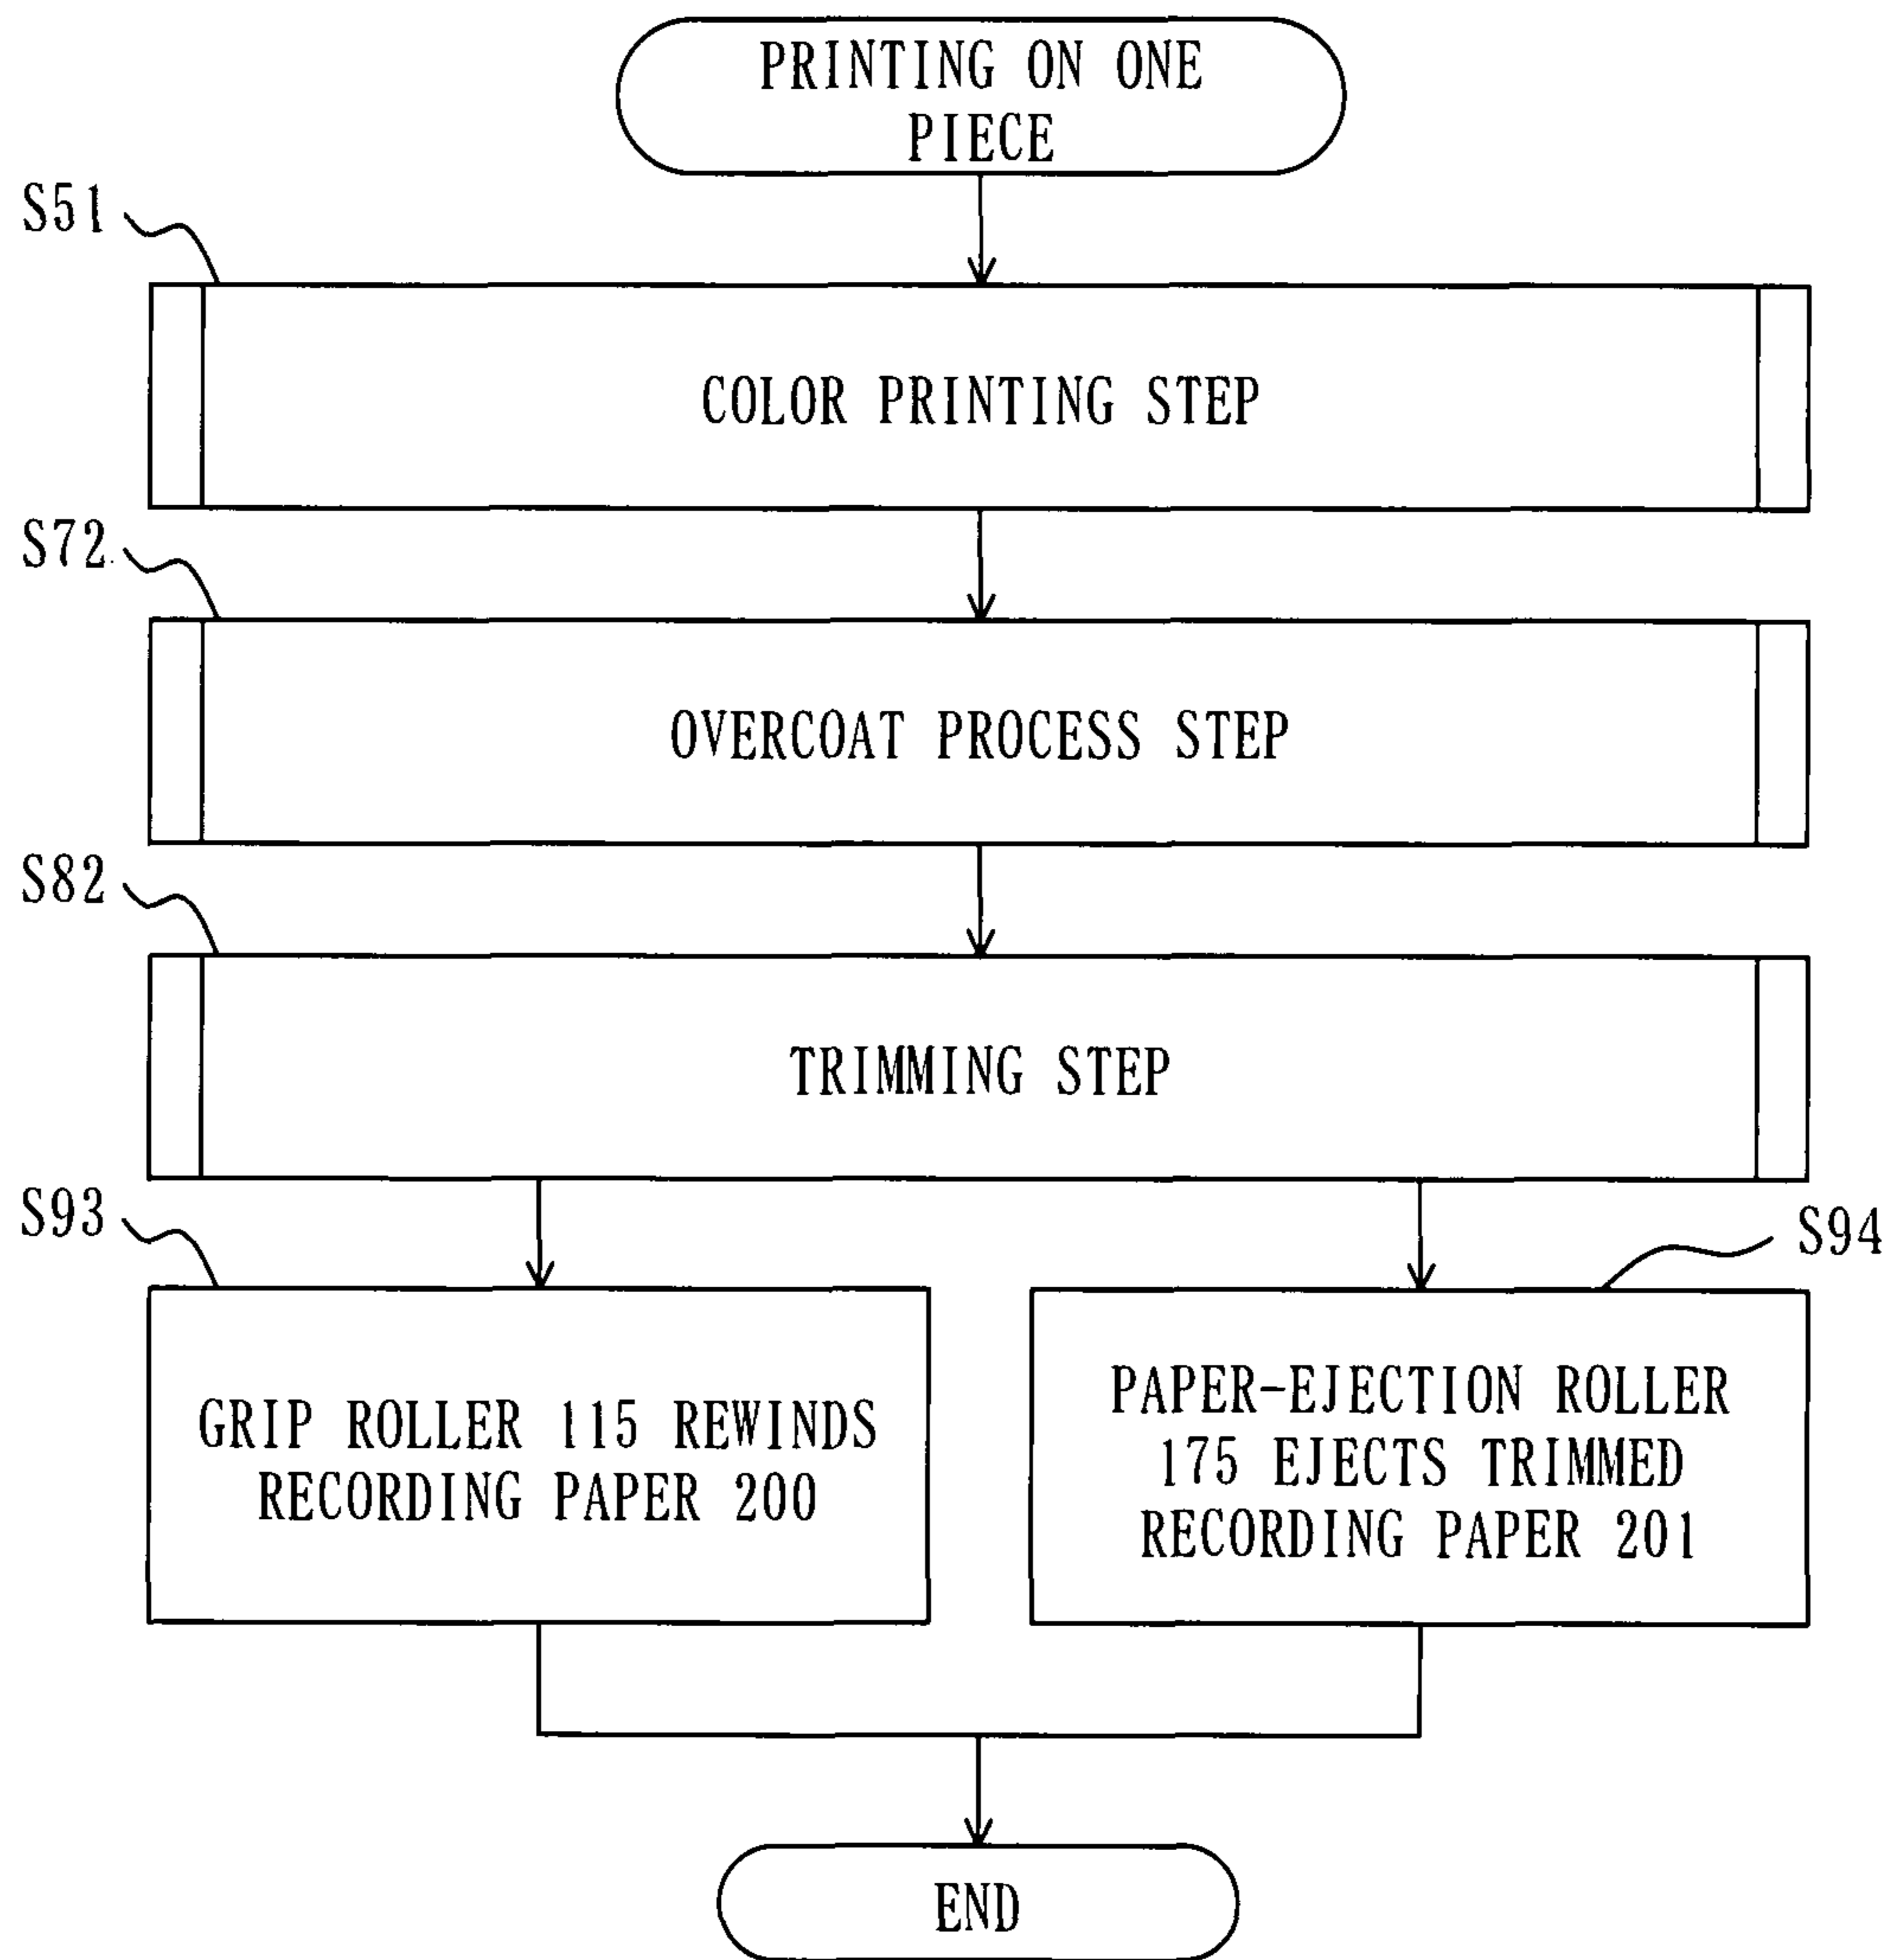 PRINTING ON ONE
PIECE
S51
COLOR PRINTING STEP
S72
OVERCOAT PROCESS STEP
S82
TRIMMING STEP
S93
GRIP ROLLER 115 REWINDS
RECORDING PAPER 200
S94
PAPER-EJECTION ROLLER
175 EJECTS TRIMMED
RECORDING PAPER 201
END